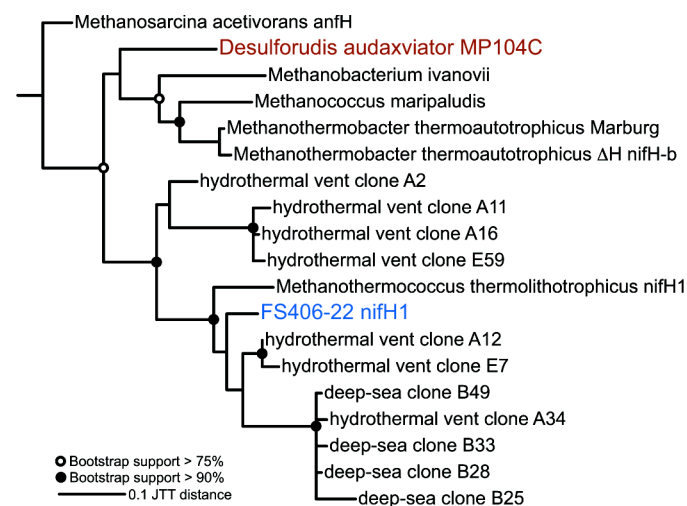 Methanosarcina acetivorans anfH
Desulforudis audaxviator MP104C
Methanobacterium ivanovii
Methanococcus maripaludis
Methanothermobacter thermoautotrophicus Marburg
Methanothermobacter thermoautotrophicus ΔH nifH-b
hydrothermal vent clone A2
hydrothermal vent clone A11
hydrothermal vent clone A16
hydrothermal vent clone E59
Methanothermococcus thermolithotrophicus nifH1
FS406-22 nifH1
hydrothermal vent clone A12
hydrothermal vent clone E7
deep-sea clone B49
hydrothermal vent clone A34
deep-sea clone B33
deep-sea clone B28
deep-sea clone B25
Bootstrap support > 75%
Bootstrap support > 90%
0.1 JTT distance